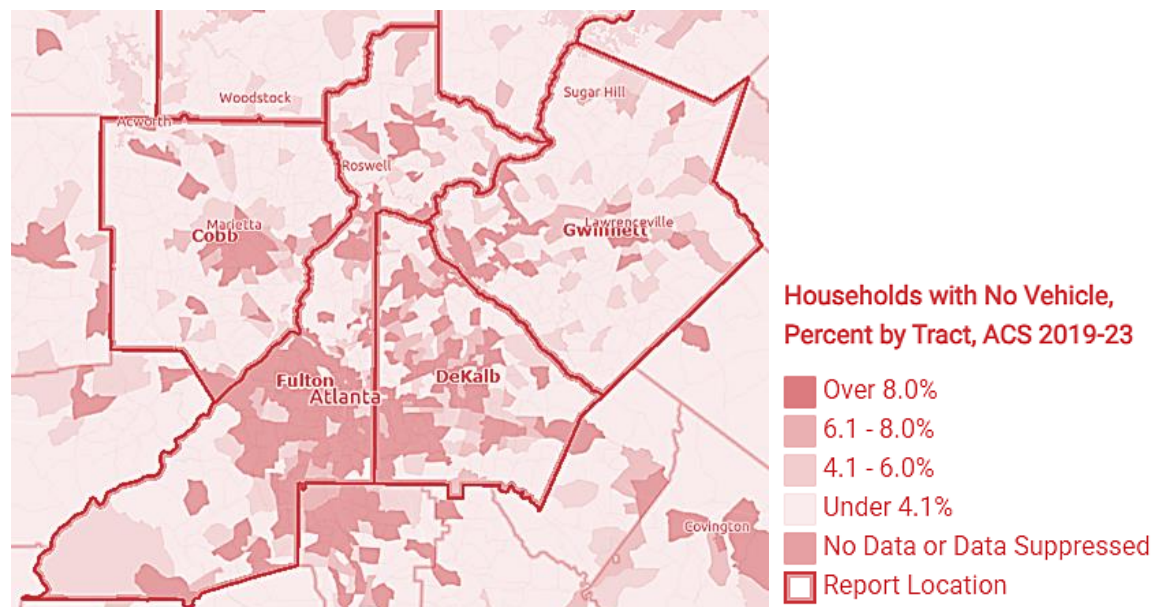 Woodstock
Sugar Hill
Acworth
Roswell
Marietta
Cobb
Lawrenceville
Gwinnett
Fulton
Atlanta
DeKalb
Covington
Households with No Vehicle,
Percent by Tract, ACS 2019-23
Over 8.0%
6.1 - 8.0%
4.1 - 6.0%
Under 4.1%
No Data or Data Suppressed
Report Location